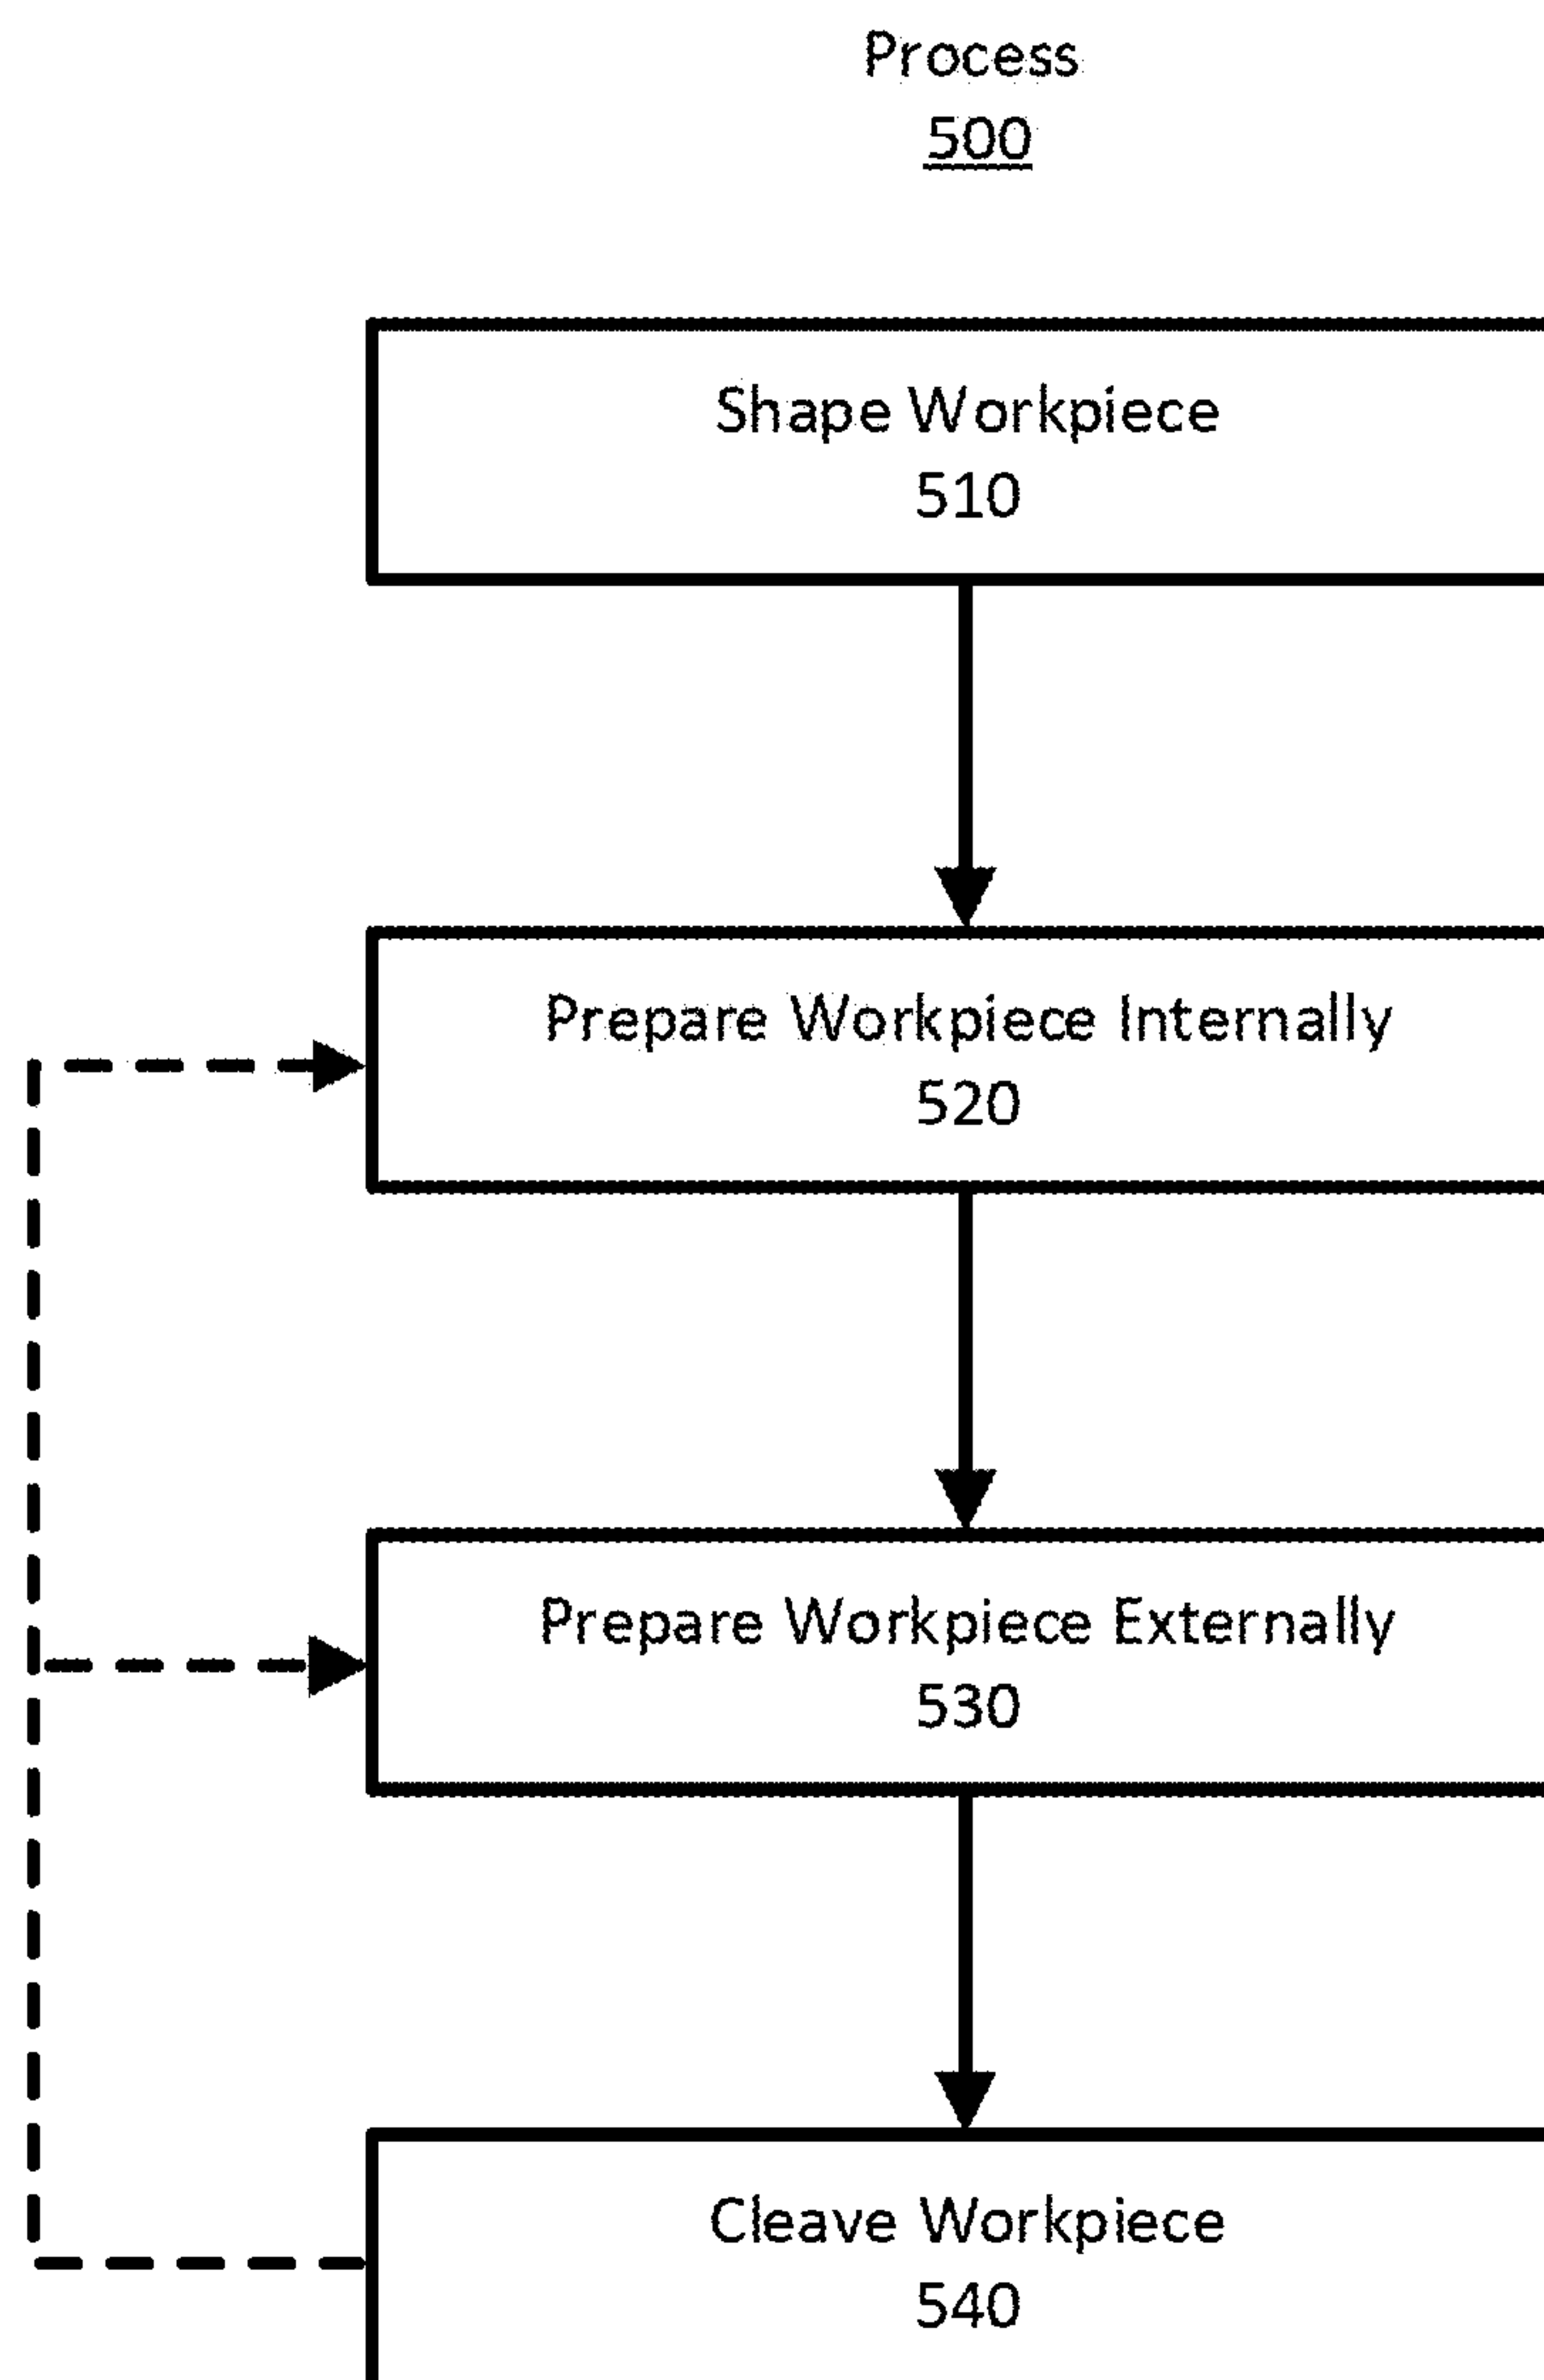 Process
500
Shape Workpiece
510
Prepare Workpiece Internally
520
Prepare Workpiece Externally
530
Cleave Workpiece
540